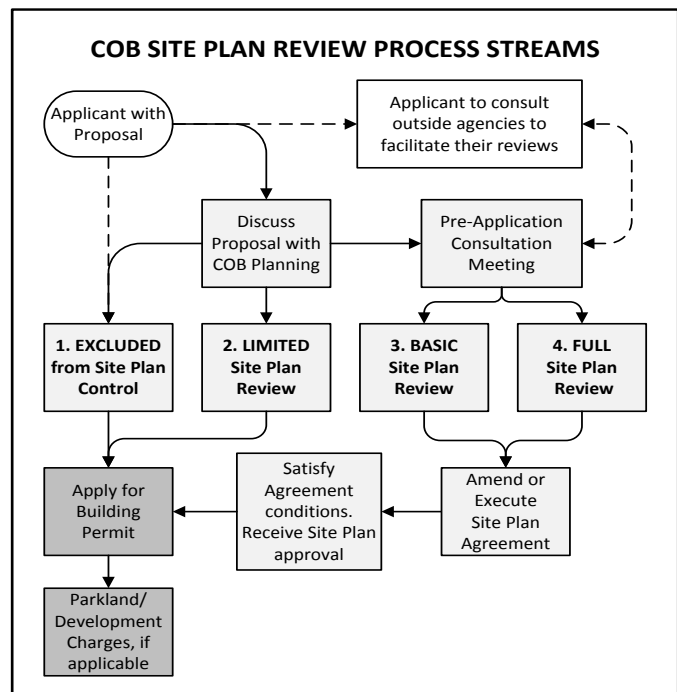 COB SITE PLAN REVIEW PROCESS STREAMS
Applicant with
Proposal
Applicant to consult
outside agencies to
facilitate their reviews
Discuss
Proposal with
COB Planning
Pre-Application
Consultation
Meeting
1. EXCLUDED
from Site Plan
Control
2. LIMITED
Site Plan
Review
3. BASIC
Site Plan
Review
4. FULL
Site Plan
Review
Apply for
Building
Permit
Satisfy
Agreement
conditions.
Receive Site Plan
approval
Amend or
Execute
Site Plan
Agreement
Parkland/
Development
Charges, if
applicable